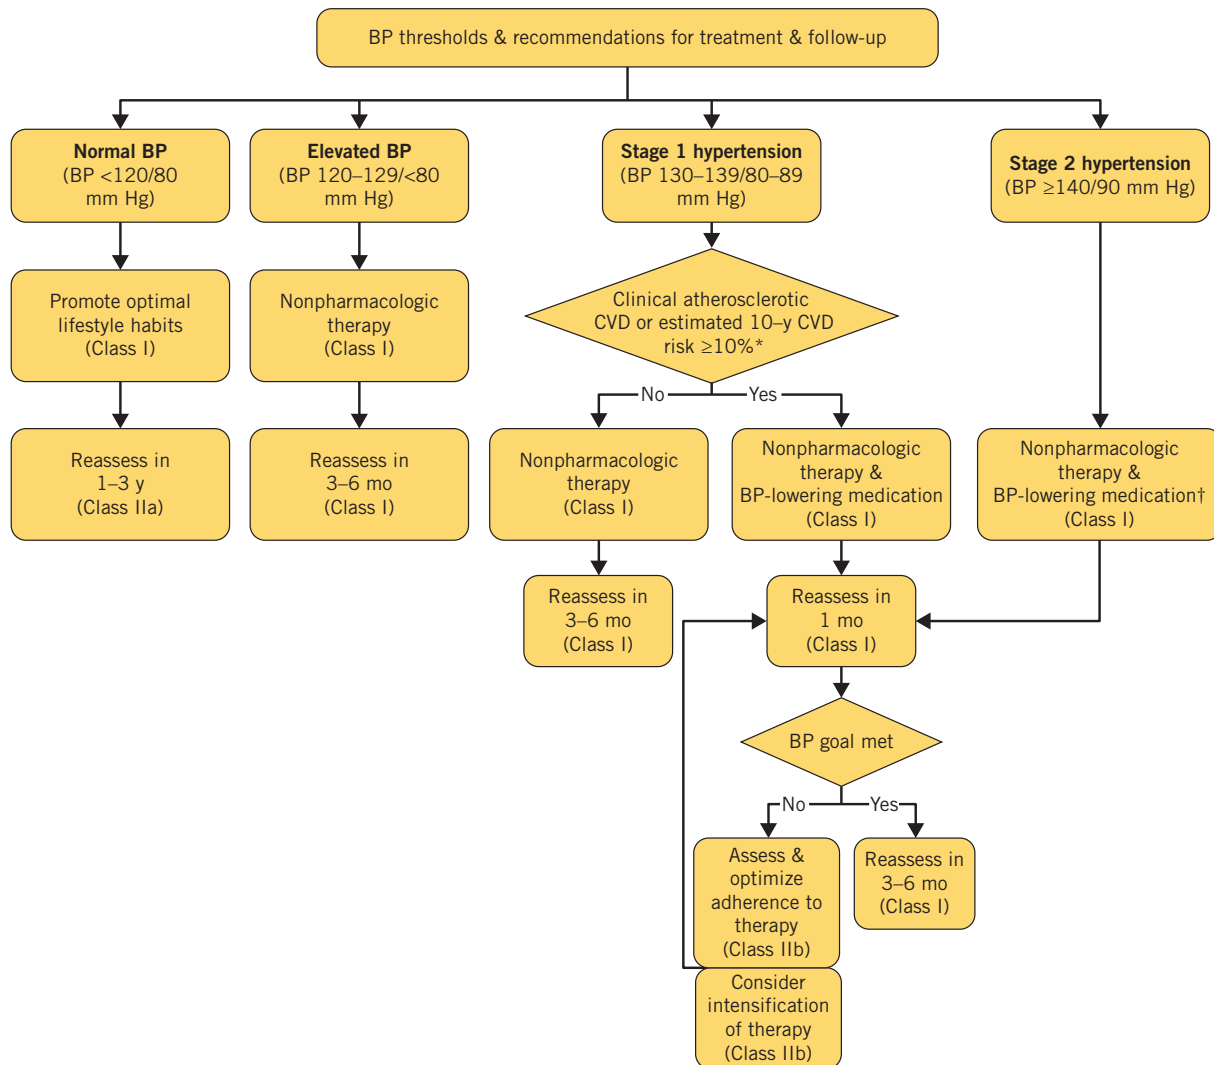 BP thresholds & recommendations for treatment & follow-up
Normal BP
(BP <120/80
mm Hg)
Elevated BP
(BP 120–129/<80
mm Hg)
Stage 1 hypertension
(BP 130–139/80–89
mm Hg)
Stage 2 hypertension
(BP ≥140/90 mm Hg)
Promote optimal
lifestyle habits
(Class I)
Nonpharmacologic
therapy
(Class I)
Clinical atherosclerotic
CVD or estimated 10–y CVD
risk ≥10%*
No
Yes
Reassess in
1–3 y
(Class IIa)
Reassess in
3–6 mo
(Class I)
Nonpharmacologic
therapy
(Class I)
Nonpharmacologic
therapy &
BP-lowering medication
(Class I)
Nonpharmacologic
therapy &
BP-lowering medication†
(Class I)
Reassess in
3–6 mo
(Class I)
Reassess in
1 mo
(Class I)
BP goal met
No
Yes
Assess &
optimize
adherence to
therapy
(Class IIb)
Reassess in
3–6 mo
(Class I)
Consider
intensification
of therapy
(Class IIb)